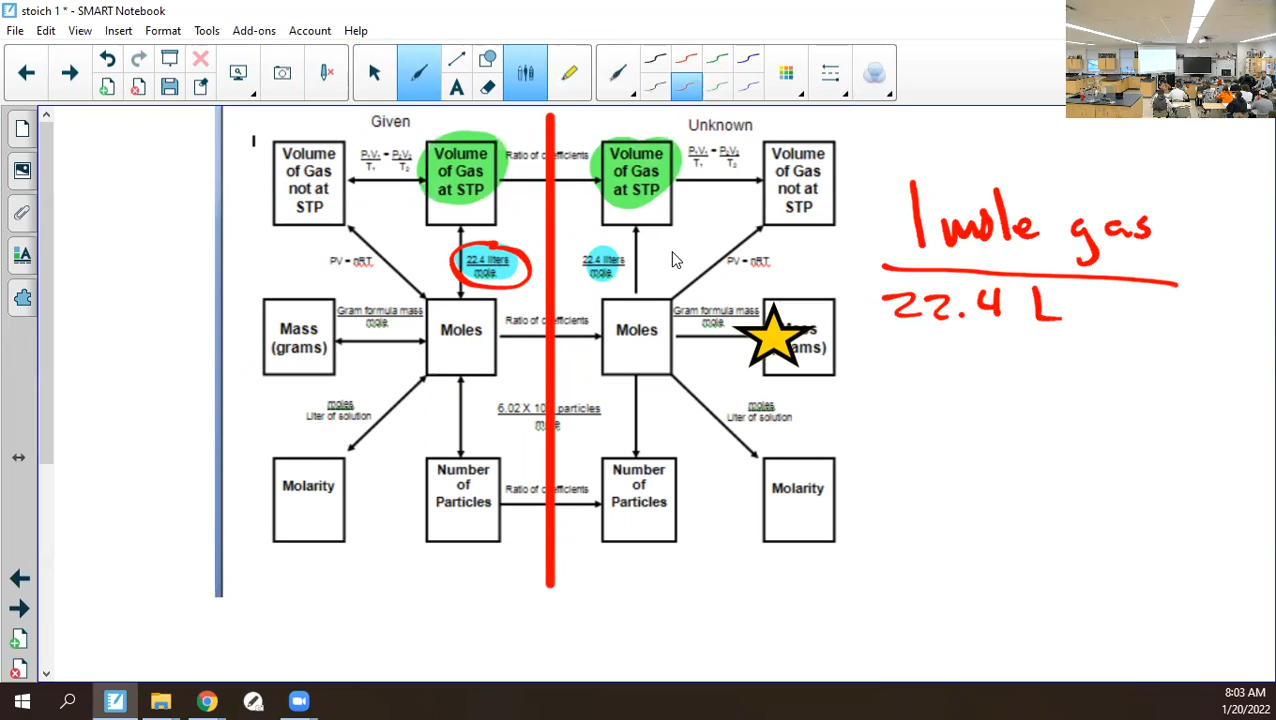 stoich 1 * - SMART Notebook
File Edit View Insert Format Tools Add-ons Account Help
Given
Unknown
1
Volume
of Gas
not at
STP
P₁V₁ = P₂V₂
T₁ T₂
Volume
of Gas
at STP
Ratio of coefficients
Volume
of Gas
at STP
P₁V₁ = P₂V₂
T₁ T₂
Volume
of Gas
not at
STP
PV = nRT
22.4 liters
mole
22.4 liters
mole
PV = nRT
Mass
(grams)
Gram formula mass
mole
Moles
Ratio of coefficients
Moles
Gram formula mass
mole
moles
Liter of solution
6.02 X 10 particles
moles
Liter of solution
Molarity
Number
of
Particles
Ratio of coefficients
Number
of
Particles
Molarity
1 mole gas
22.4 L
8:03 AM
1/20/2022